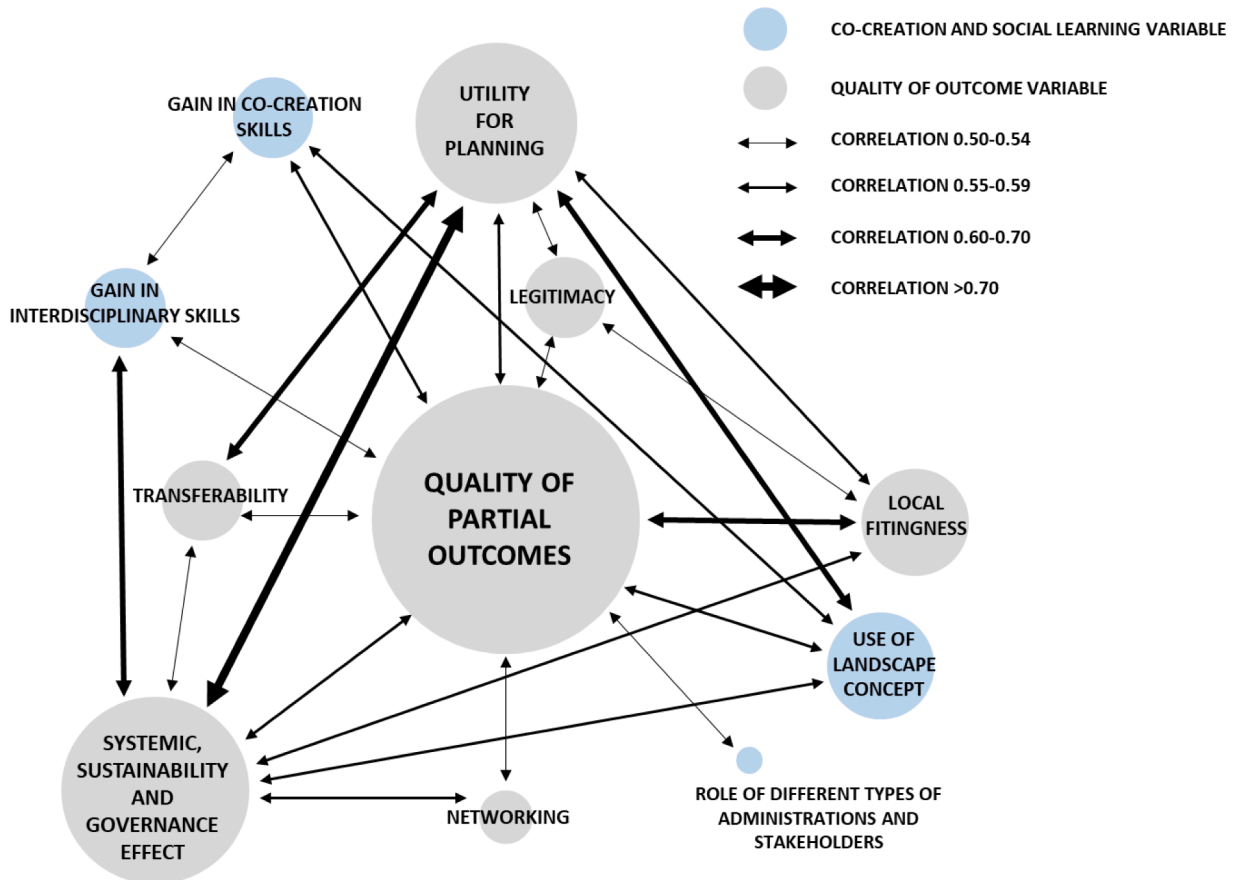 CO-CREATION AND SOCIAL LEARNING VARIABLE
QUALITY OF OUTCOME VARIABLE
CORRELATION 0.50-0.54
CORRELATION 0.55-0.59
CORRELATION 0.60-0.70
CORRELATION >0.70
GAIN IN CO-CREATION
SKILLS
UTILITY
FOR
PLANNING
GAIN IN
INTERDISCIPLINARY SKILLS
LEGITIMACY
TRANSFERABILITY
QUALITY OF
PARTIAL
OUTCOMES
LOCAL
FITINGNESS
USE OF
LANDSCAPE
CONCEPT
SYSTEMIC,
SUSTAINABILITY
AND
GOVERNANCE
EFFECT
NETWORKING
ROLE OF DIFFERENT TYPES OF
ADMINISTRATIONS AND
STAKEHOLDERS